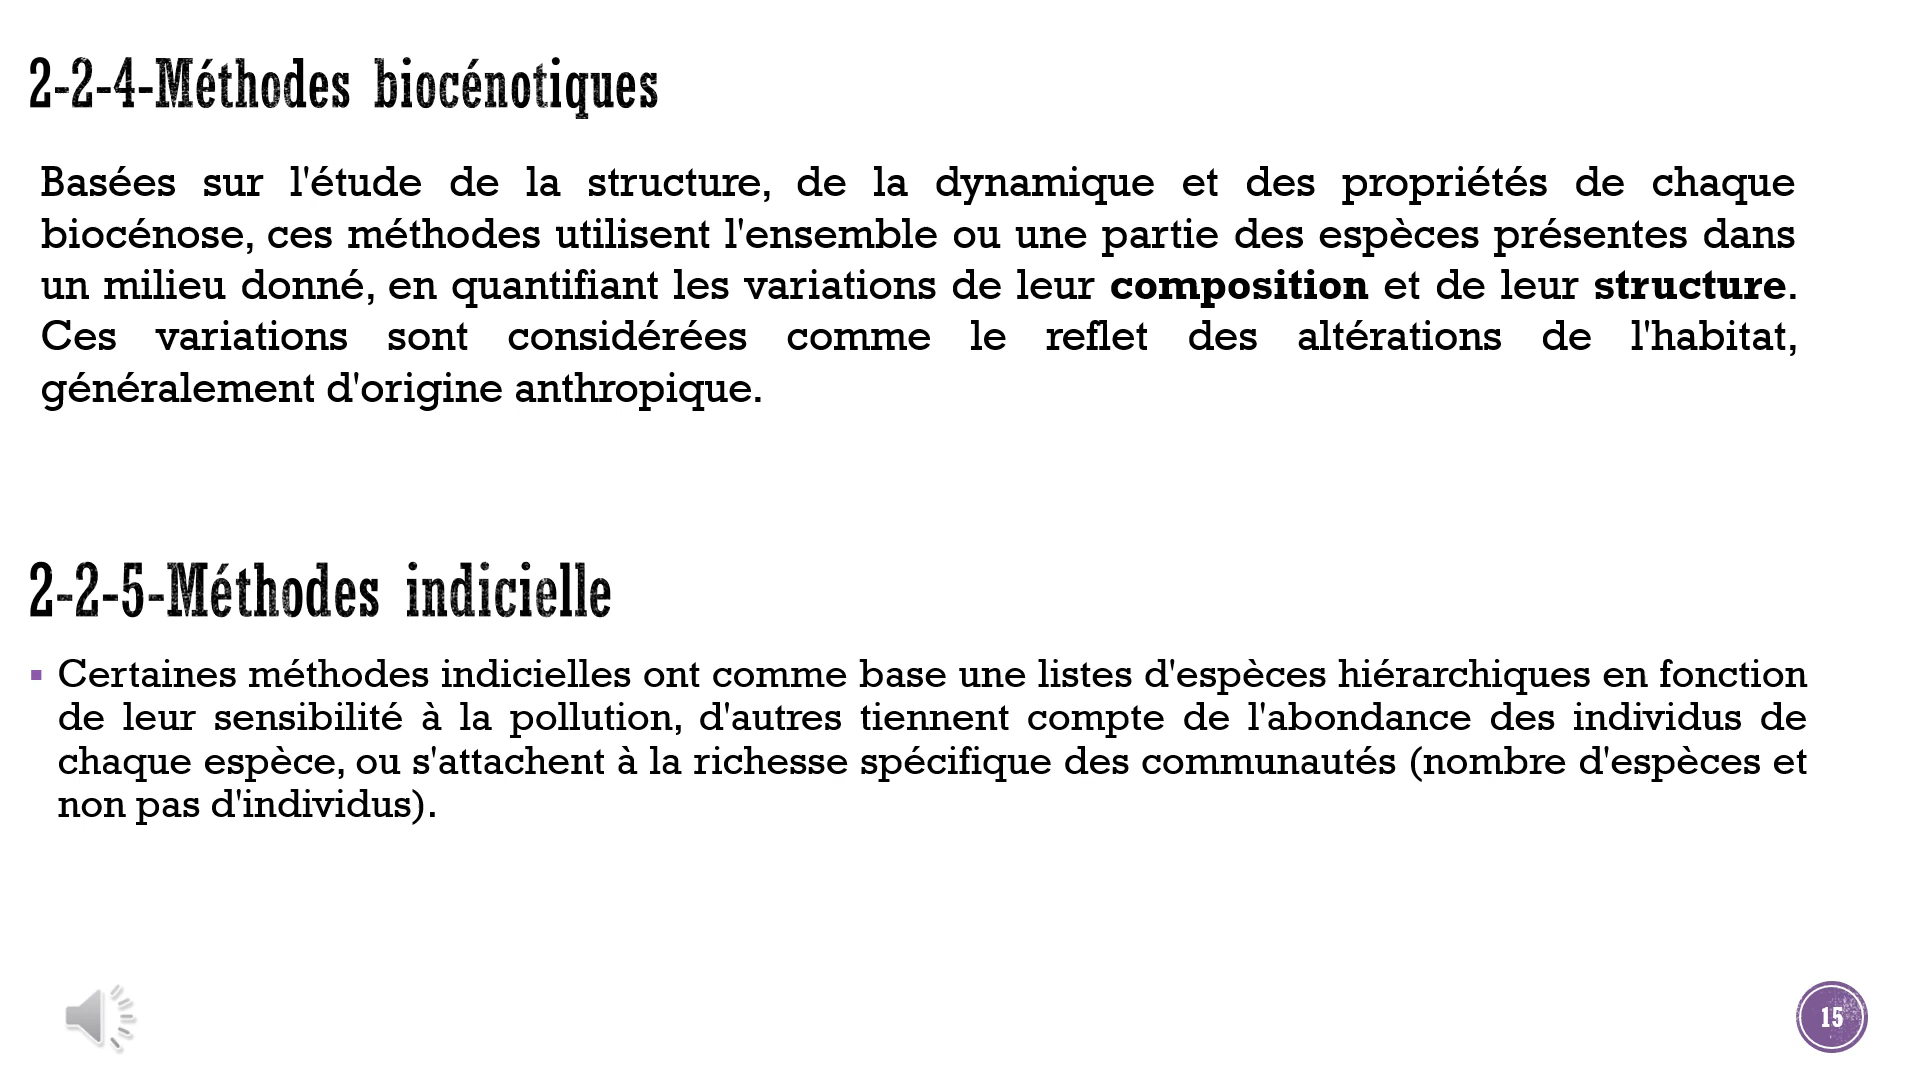 2-2-4-Méthodes biocénotiques
Basées sur l'étude de la structure, de la dynamique et des propriétés de chaque
biocénose, ces méthodes utilisent l'ensemble ou une partie des espèces présentes dans
un milieu donné, en quantifiant les variations de leur composition et de leur structure.
Ces variations sont considérées comme le reflet des altérations de l'habitat,
généralement d'origine anthropique.
2-2-5-Méthodes indicielle
▪ Certaines méthodes indicielles ont comme base une listes d'espèces hiérarchiques en fonction
de leur sensibilité à la pollution, d'autres tiennent compte de l'abondance des individus de
chaque espèce, ou s'attachent à la richesse spécifique des communautés (nombre d'espèces et
non pas d'individus).
15